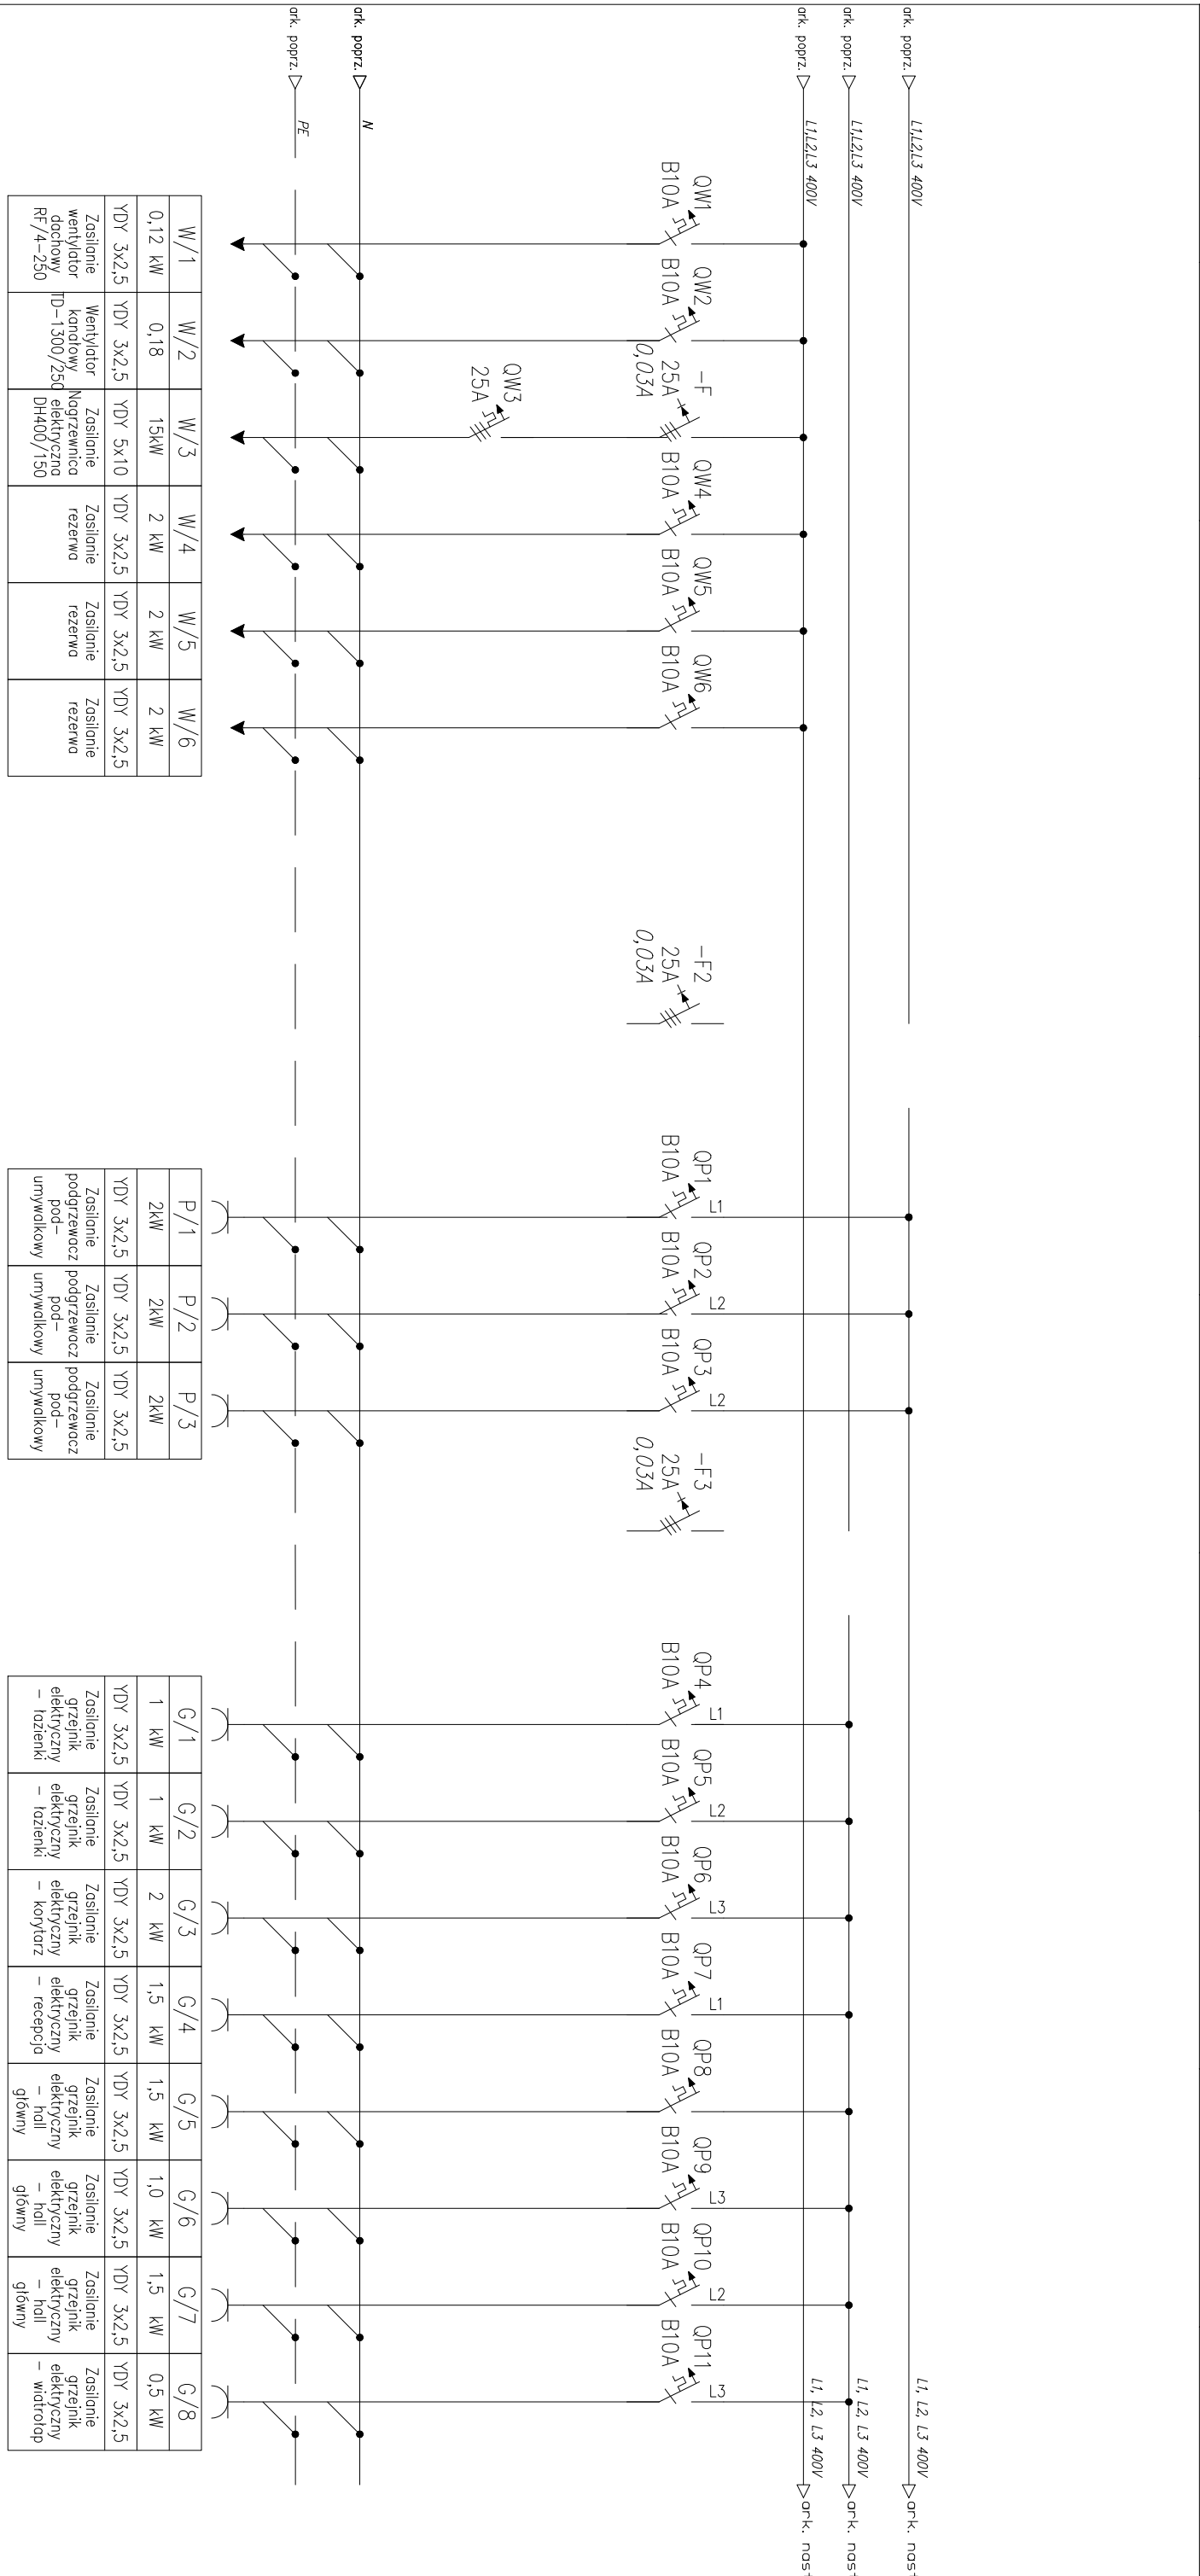 ark. poprz.
L1,L2,L3 400V
L1, L2, L3 400V
ark. nast
ark. poprz.
L1,L2,L3 400V
L1, L2, L3 400V
ark. nast
ark. poprz.
L1,L2,L3 400V
L1, L2, L3 400V
ark. nast
QW1
B10A
QW2
B10A
-F
25A
0,03A
QW3
25A
QW4
B10A
QW5
B10A
QW6
B10A
-F2
25A
0,03A
QP1
B10A
L1
QP2
B10A
L2
QP3
B10A
L2
-F3
25A
0,03A
QP4
B10A
L1
QP5
B10A
L2
QP6
B10A
L3
QP7
B10A
L1
QP8
B10A
QP9
B10A
L3
QP10
B10A
L2
QP11
B10A
L3
ark. poprz.
N
ark. poprz.
PE
W/1
0,12 kW
YDY 3x2,5
Zasilanie
wentylator
dachowy
RF/4-250
W/2
0,18
YDY 3x2,5
Wentylator
kanałowy
TD-1300/250
W/3
15kW
YDY 5x10
Zasilanie
Nagrzewnica
elektryczna
DH400/150
W/4
2 kW
YDY 3x2,5
Zasilanie
rezerwa
W/5
2 kW
YDY 3x2,5
Zasilanie
rezerwa
W/6
2 kW
YDY 3x2,5
Zasilanie
rezerwa
P/1
2kW
YDY 3x2,5
Zasilanie
podgrzewacz
pod-
umywalkowy
P/2
2kW
YDY 3x2,5
Zasilanie
podgrzewacz
pod-
umywalkowy
P/3
2kW
YDY 3x2,5
Zasilanie
podgrzewacz
pod-
umywalkowy
G/1
1 kW
YDY 3x2,5
Zasilanie
grzejnik
elektryczny
- łazienki
G/2
1 kW
YDY 3x2,5
Zasilanie
grzejnik
elektryczny
- łazienki
G/3
2 kW
YDY 3x2,5
Zasilanie
grzejnik
elektryczny
- korytarz
G/4
1,5 kW
YDY 3x2,5
Zasilanie
grzejnik
elektryczny
- recepcja
G/5
1,5 kW
YDY 3x2,5
Zasilanie
grzejnik
elektryczny
- hall
główny
G/6
1,0 kW
YDY 3x2,5
Zasilanie
grzejnik
elektryczny
- hall
główny
G/7
1,5 kW
YDY 3x2,5
Zasilanie
grzejnik
elektryczny
- hall
główny
G/8
0,5 kW
YDY 3x2,5
Zasilanie
grzejnik
elektryczny
- wiatrołap